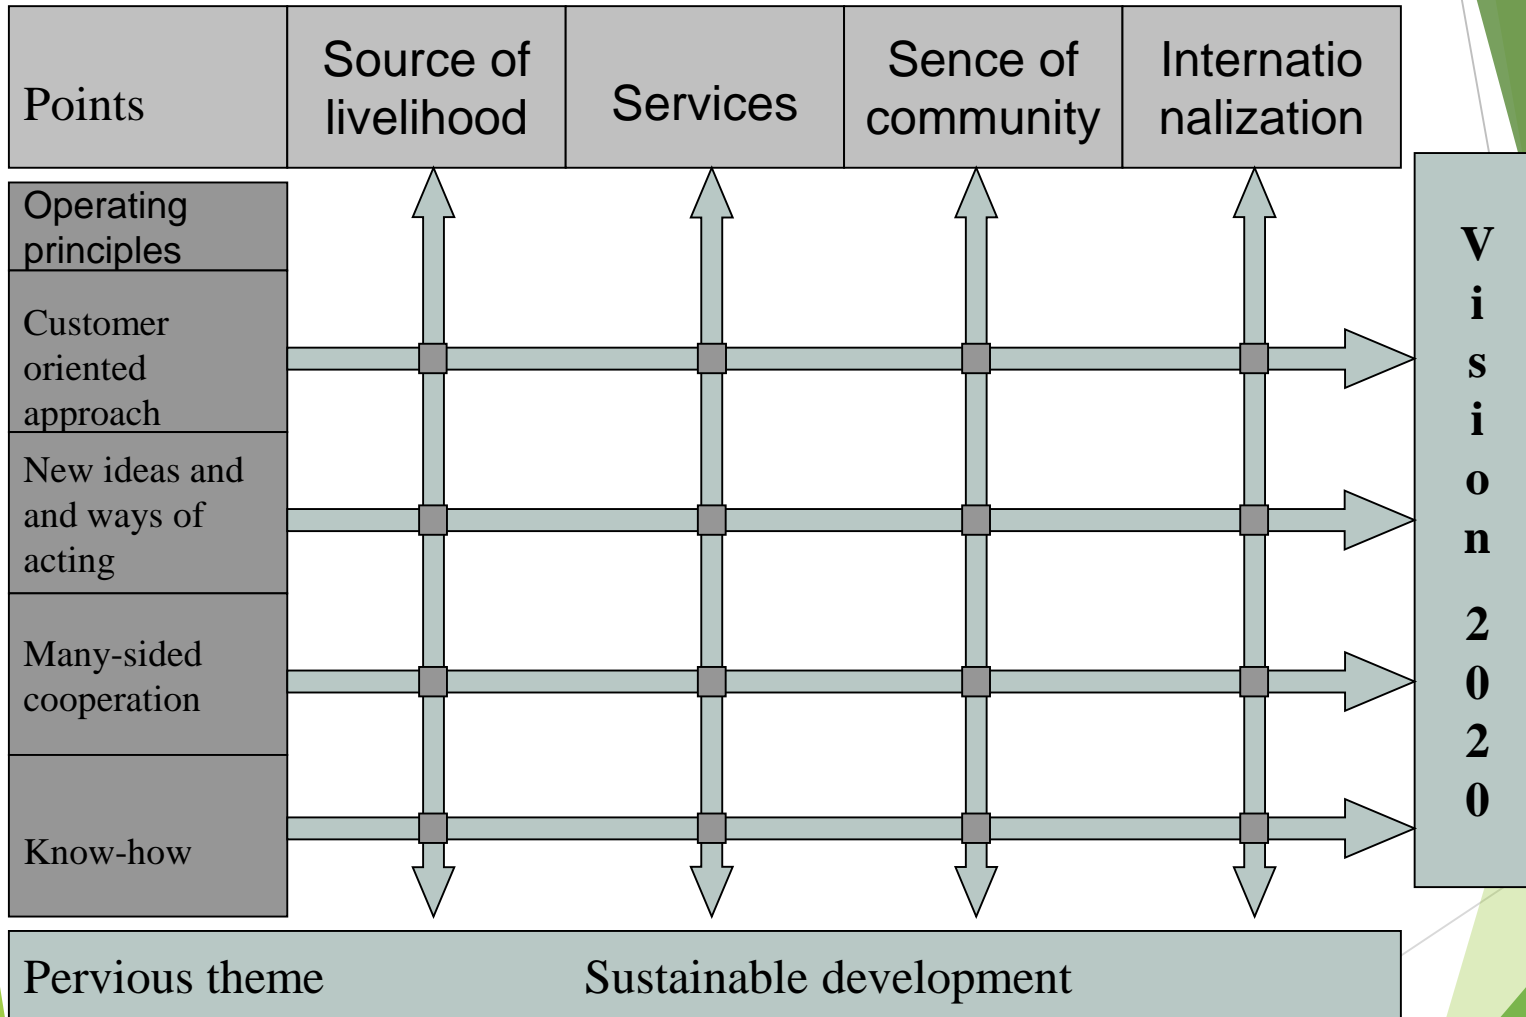 Points
Source of
livelihood
Services
Sence of
community
Internatio
nalization
Operating
principles
Customer
oriented
approach
New ideas and
and ways of
acting
Many-sided
cooperation
Know-how
V
i
s
i
o
n
2
0
2
0
Pervious theme Sustainable development